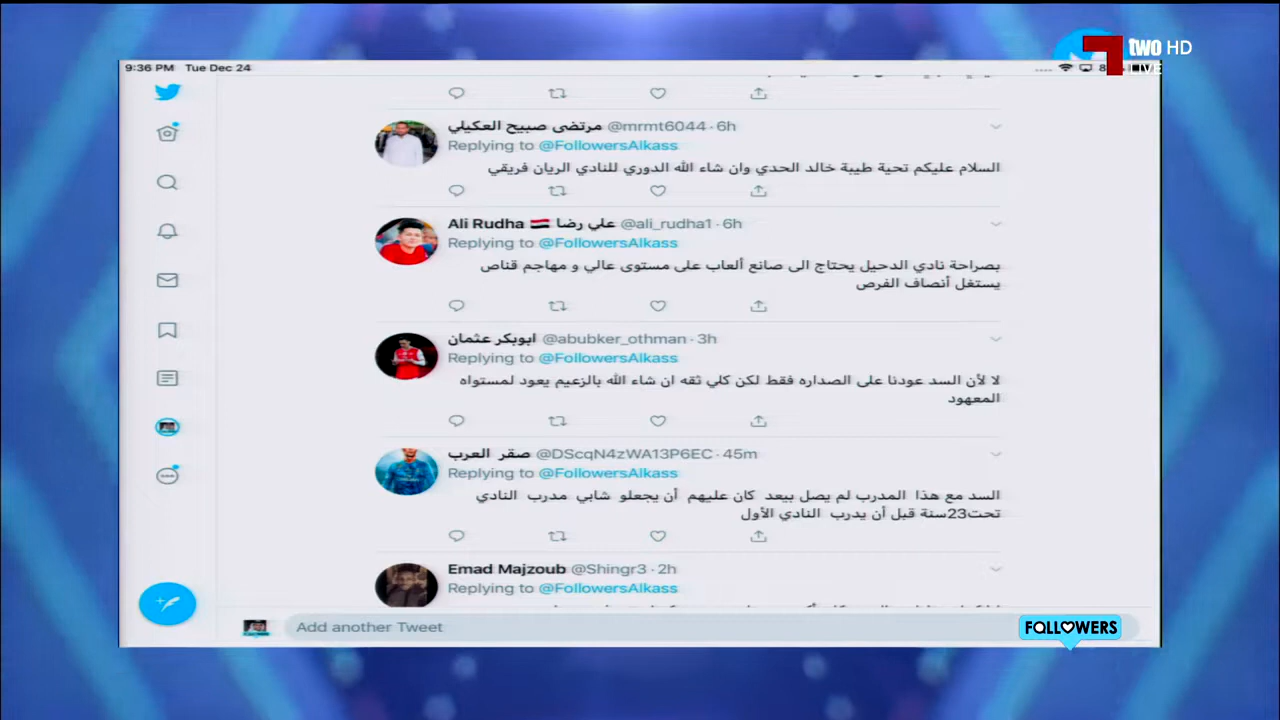 two HD
LIVE
9:36 PM Tue Dec 24
مرتضى صبيح العكيلي @mrmt6044 · 6h
Replying to @FollowersAlkass
السلام عليكم تحية طيبة خالد الحدي وان شاء الله الدوري للنادي الريان فريقي
Ali Rudha علي رضا @ali_rudha1 · 6h
Replying to @FollowersAlkass
بصراحة نادي الدحيل يحتاج الى صانع ألعاب على مستوى عالي و مهاجم قناص
يستغل أنصاف الفرص
ابوبكر عثمان @abubker_othman · 3h
Replying to @FollowersAlkass
لا لأن السد عودنا على الصداره فقط لكن كلي ثقه ان شاء الله بالزعيم يعود لمستواه
المعهود
صقر العرب @DScqN4zWA13P6EC · 45m
Replying to @FollowersAlkass
السد مع هذا المدرب لم يصل بيعد كان عليهم أن يجعلو شابي مدرب النادي
تحت23سنة قبل أن يدرب النادي الأول
Emad Majzoub @Shingr3 · 2h
Replying to @FollowersAlkass
Add another Tweet
FOLLOWERS